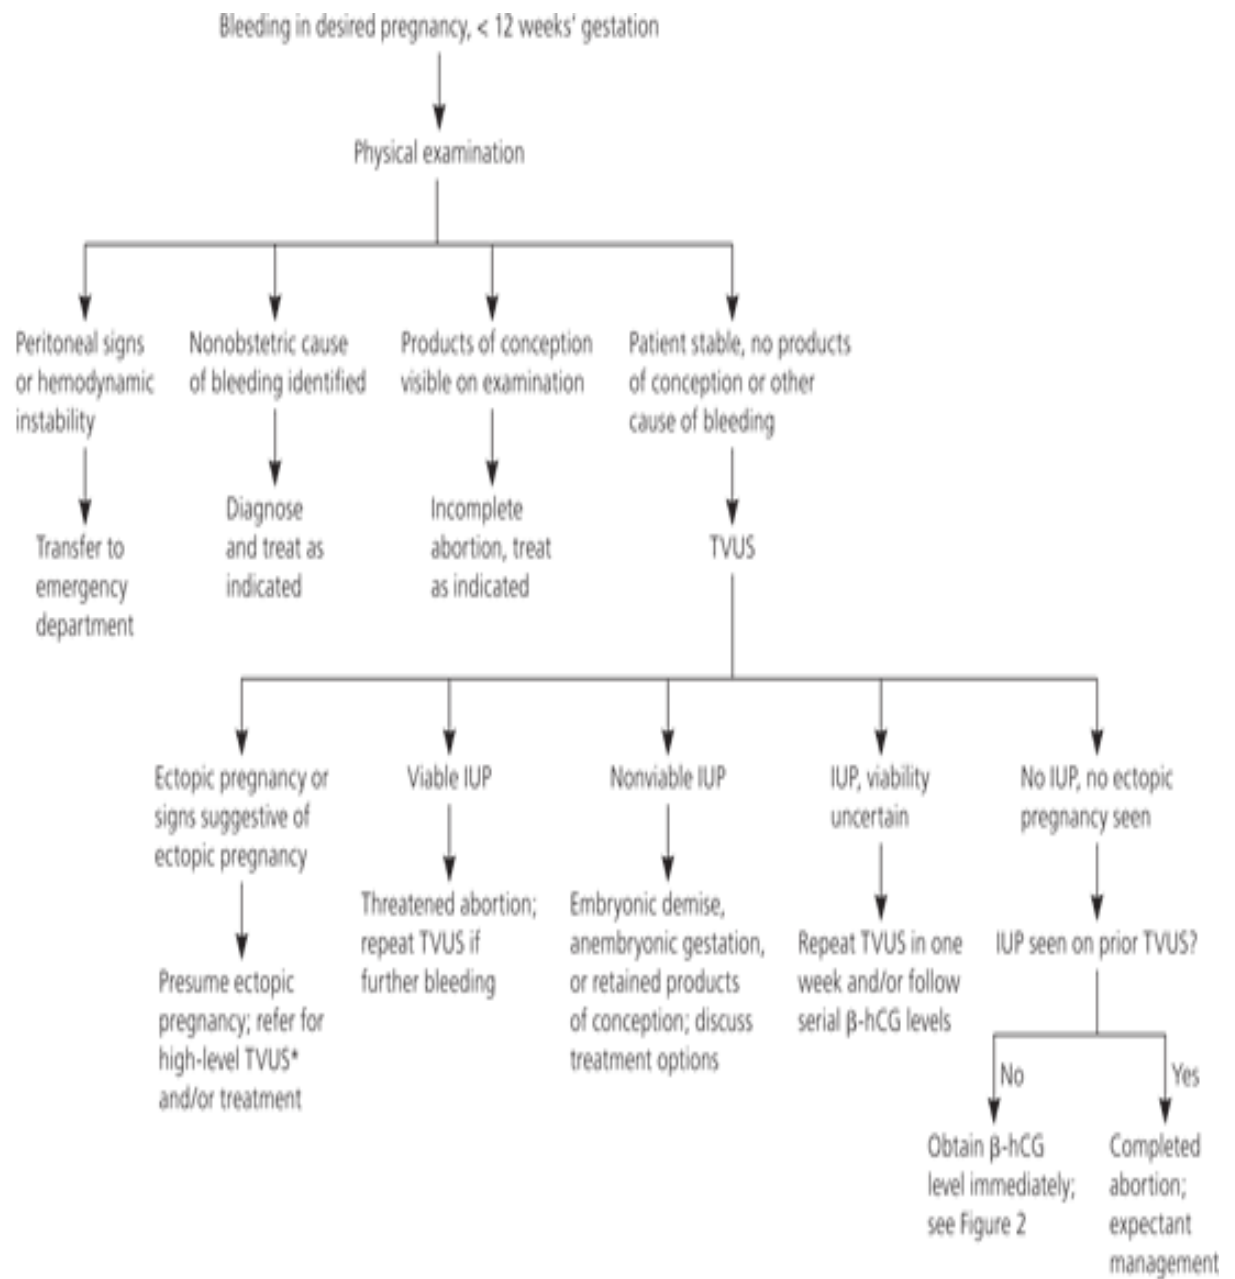 Bleeding in desired pregnancy, < 12 weeks' gestation
Physical examination
Peritoneal signs
or hemodynamic
instability
Nonobstetric cause
of bleeding identified
Products of conception
visible on examination
Patient stable, no products
of conception or other
cause of bleeding
Transfer to
emergency
department
Diagnose
and treat as
indicated
Incomplete
abortion, treat
as indicated
TVUS
Ectopic pregnancy or
signs suggestive of
ectopic pregnancy
Viable IUP
Nonviable IUP
IUP, viability
uncertain
No IUP, no ectopic
pregnancy seen
Presume ectopic
pregnancy; refer for
high-level TVUS*
and/or treatment
Threatened abortion;
repeat TVUS if
further bleeding
Embryonic demise,
anembryonic gestation,
or retained products
of conception; discuss
treatment options
Repeat TVUS in one
week and/or follow
serial β-hCG levels
IUP seen on prior TVUS?
No
Yes
Obtain β-hCG
level immediately;
see Figure 2
Completed
abortion;
expectant
management